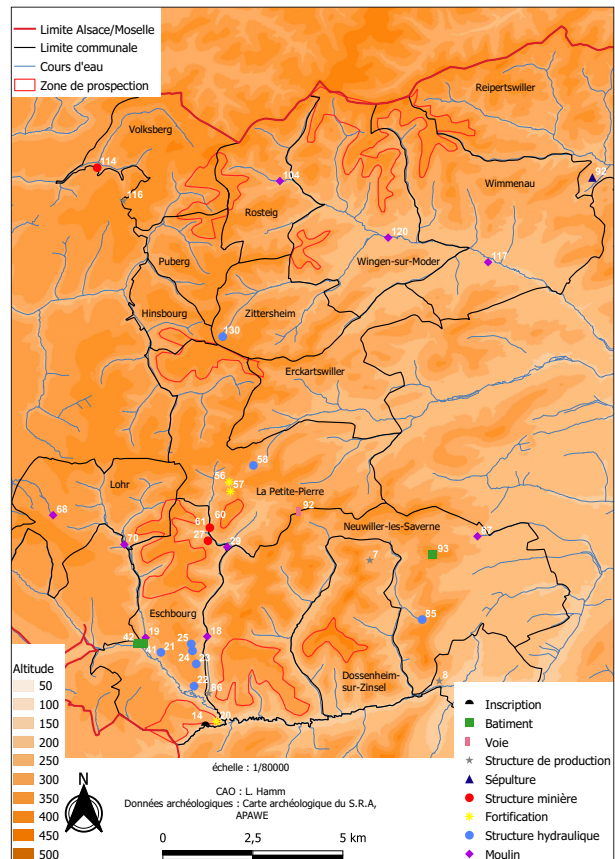 Limite Alsace/Moselle
Limite communale
Cours d'eau
Zone de prospection
Reipertswiller
Volksberg
114
116
104
92
Wimmenau
Rosteig
120
Puberg
Wingen-sur-Moder
117
Hinsbourg
Zittersheim
130
Erckartswiller
58
56
57
Lohr
La Petite-Pierre
68
60
92
61
Neuwiller-les-Saverne
27
70
20
7
93
Eschbourg
85
19
18
42
41
21
25
24
23
22
86
Dossenheim-
sur-Zinsel
8
14
Altitude
50
100
150
200
250
300
350
400
450
500
Inscription
Batiment
Voie
Structure de production
Sépulture
Structure minière
Fortification
Structure hydraulique
Moulin
échelle : 1/80000
N
CAO : L. Hamm
Données archéologiques : Carte archéologique du S.R.A,
APAWE
0 2,5 5 km